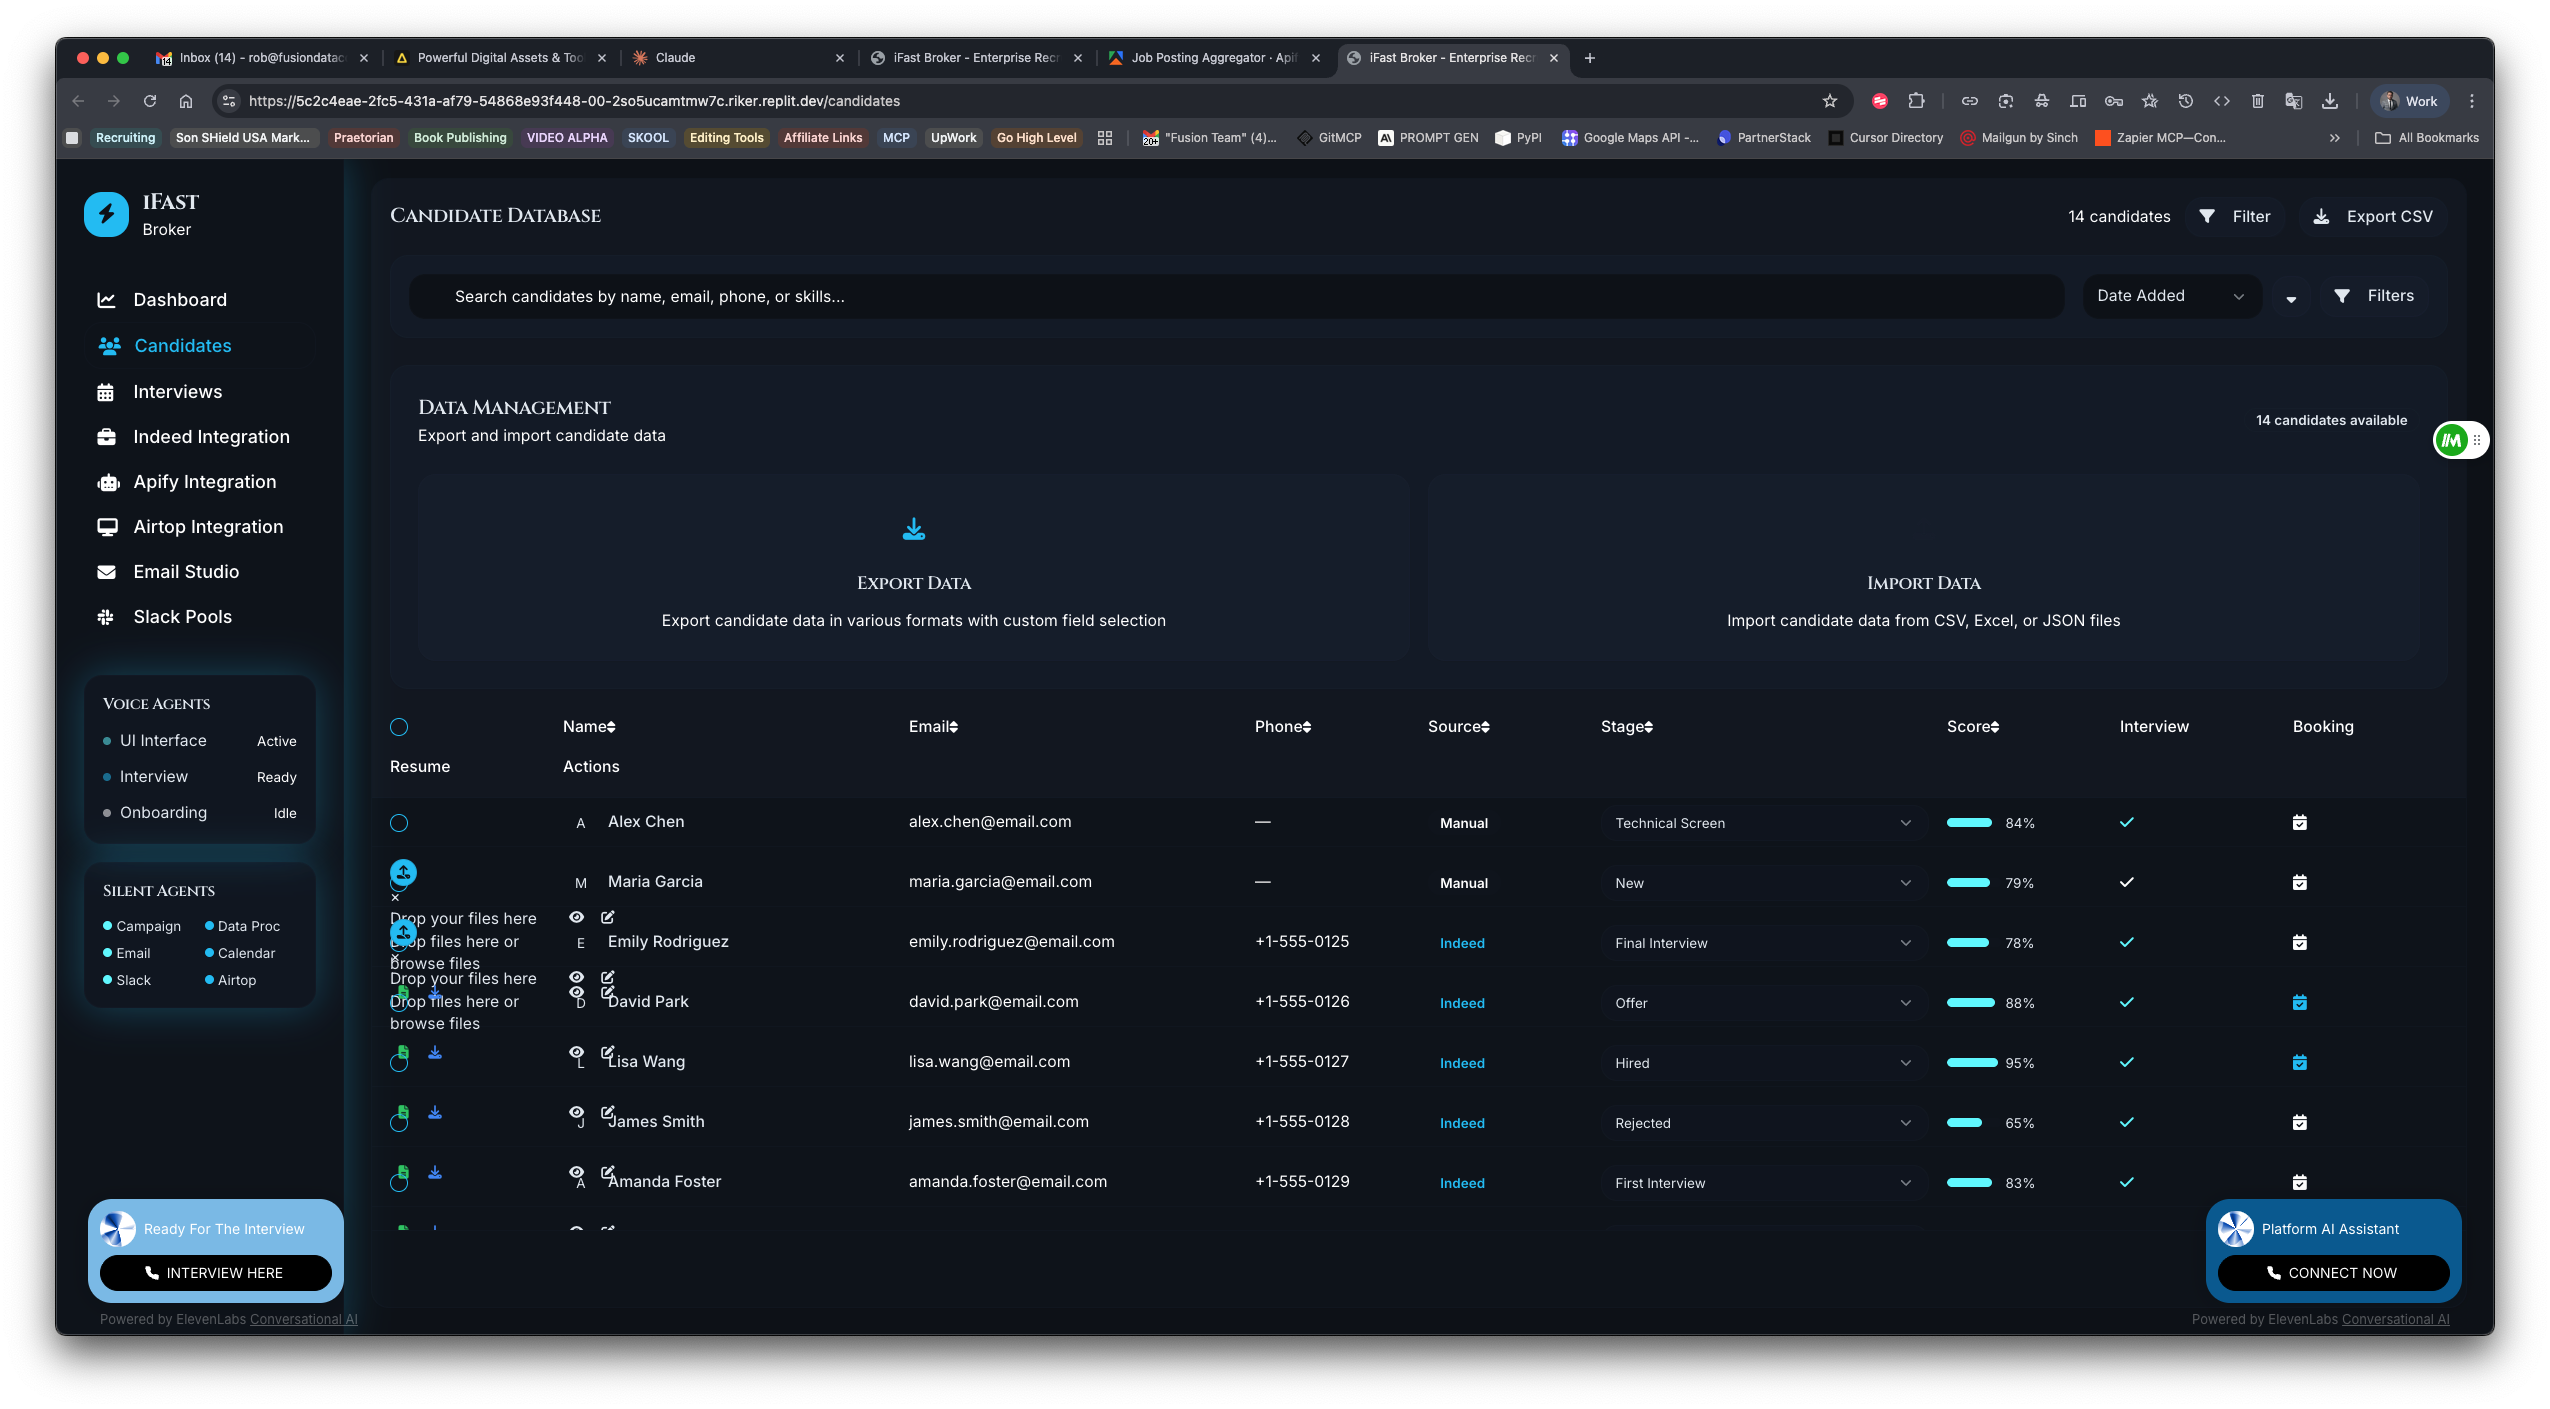 Inbox (14) - rob@fusiondatac
Powerful Digital Assets & Too
Claude
iFast Broker - Enterprise Recr
Job Posting Aggregator · Apif
iFast Broker - Enterprise Recr
https://5c2c4eae-2fc5-431a-af79-54868e93f448-00-2so5ucamtmw7c.riker.replit.dev/candidates
Work
Recruiting
Son SHield USA Mark...
Praetorian
Book Publishing
VIDEO ALPHA
SKOOL
Editing Tools
Affiliate Links
MCP
UpWork
Go High Level
"Fusion Team" (4)...
GitMCP
PROMPT GEN
PyPI
Google Maps API -...
PartnerStack
Cursor Directory
Mailgun by Sinch
Zapier MCP—Con...
All Bookmarks
iFast
Broker
Dashboard
Candidates
Interviews
Indeed Integration
Apify Integration
Airtop Integration
Email Studio
Slack Pools
Voice Agents
UI Interface Active
Interview Ready
Onboarding Idle
Silent Agents
Campaign Data Proc
Email Calendar
Slack Airtop
Ready For The Interview
INTERVIEW HERE
Powered by ElevenLabs Conversational AI
Candidate Database
14 candidates Filter Export CSV
Search candidates by name, email, phone, or skills...
Date Added Filters
Data Management
Export and import candidate data
14 candidates available
Export Data
Export candidate data in various formats with custom field selection
Import Data
Import candidate data from CSV, Excel, or JSON files
Name Email Phone Source Stage Score Interview Booking
Resume Actions
A Alex Chen alex.chen@email.com — Manual Technical Screen 84%
M Maria Garcia maria.garcia@email.com — Manual New 79%
Drop your files here
Drop files here or
browse files
E Emily Rodriguez emily.rodriguez@email.com +1-555-0125 Indeed Final Interview 78%
Drop your files here
Drop files here or
browse files
D David Park david.park@email.com +1-555-0126 Indeed Offer 88%
L Lisa Wang lisa.wang@email.com +1-555-0127 Indeed Hired 95%
J James Smith james.smith@email.com +1-555-0128 Indeed Rejected 65%
A Amanda Foster amanda.foster@email.com +1-555-0129 Indeed First Interview 83%
Platform AI Assistant
CONNECT NOW
Powered by ElevenLabs Conversational AI